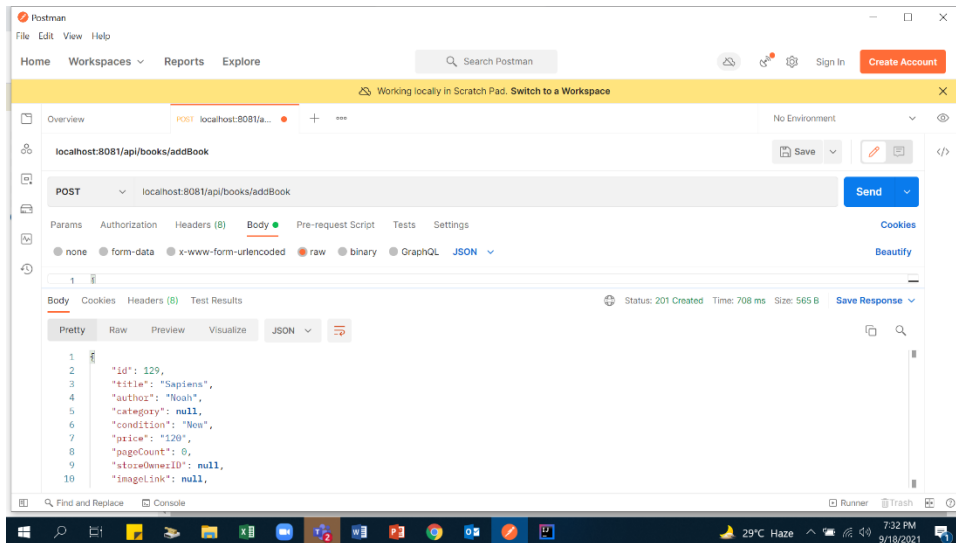 Postman
File Edit View Help
Home Workspaces Reports Explore Search Postman Sign In Create Account
Working locally in Scratch Pad. Switch to a Workspace
Overview POST localhost:8081/a... + ooo No Environment
localhost:8081/api/books/addBook Save
POST localhost:8081/api/books/addBook Send
Params Authorization Headers (8) Body Pre-request Script Tests Settings Cookies
none form-data x-www-form-urlencoded raw binary GraphQL JSON Beautify
1 {
Body Cookies Headers (8) Test Results Status: 201 Created Time: 708 ms Size: 565 B Save Response
Pretty Raw Preview Visualize JSON
1 {
2 "id": 129,
3 "title": "Sapiens",
4 "author": "Noah",
5 "category": null,
6 "condition": "New",
7 "price": "120",
8 "pageCount": 0,
9 "storeOwnerID": null,
10 "imageLink": null,
Find and Replace Console Runner Trash
29°C Haze 7:32 PM
9/18/2021